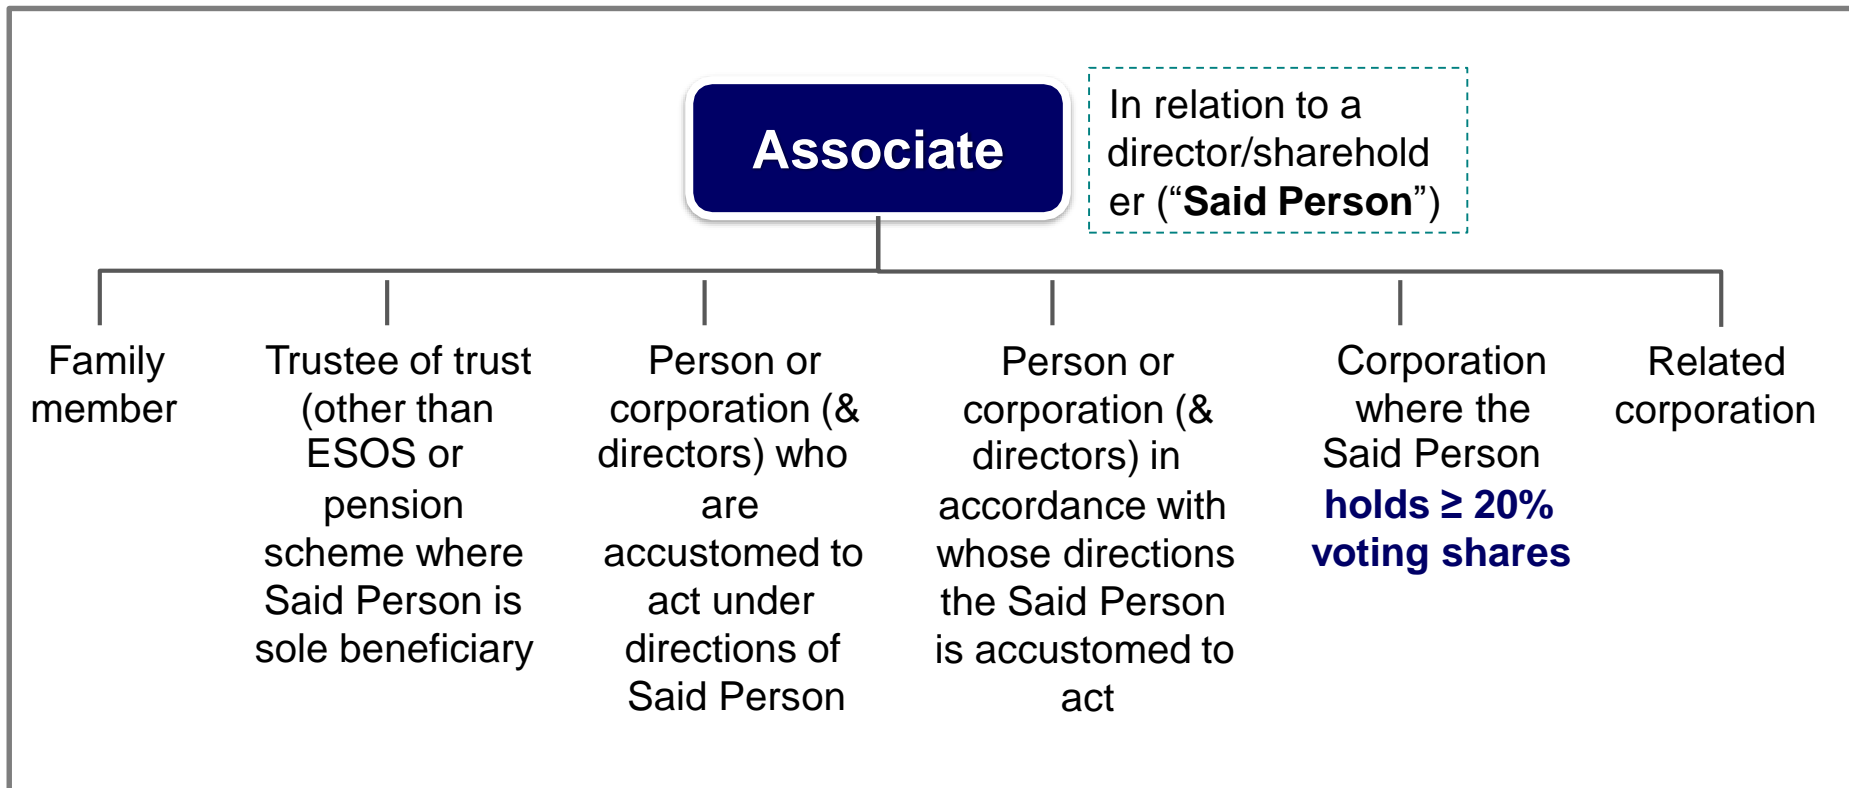 Associate
In relation to a
director/sharehold
er (“Said Person”)
Family
member
Trustee of trust
(other than
ESOS or
pension
scheme where
Said Person is
sole beneficiary
Person or
corporation (&
directors) who
are
accustomed to
act under
directions of
Said Person
Person or
corporation (&
directors) in
accordance with
whose directions
the Said Person
is accustomed to
act
Corporation
where the
Said Person
holds ≥ 20%
voting shares
Related
corporation